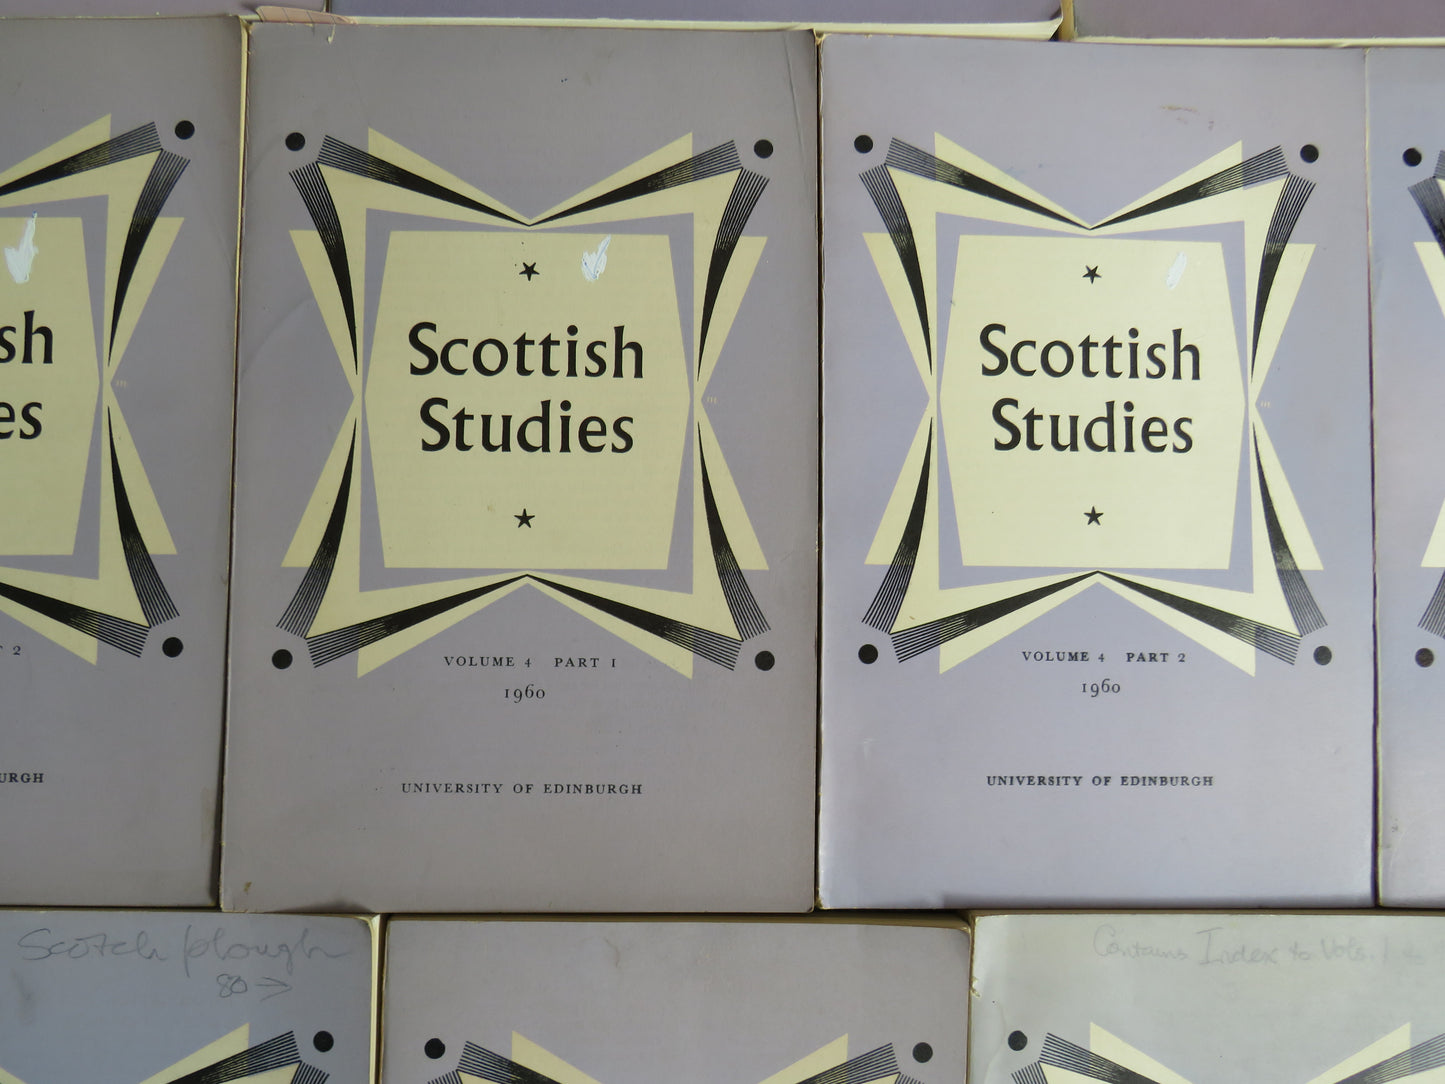 sh
es
T 2
URGH
Scottish
Studies
VOLUME 4 PART 1
1960
UNIVERSITY OF EDINBURGH
Scottish
Studies
VOLUME 4 PART 2
1960
UNIVERSITY OF EDINBURGH
Scotch plough
80 →
Contains Index to Vols. 1